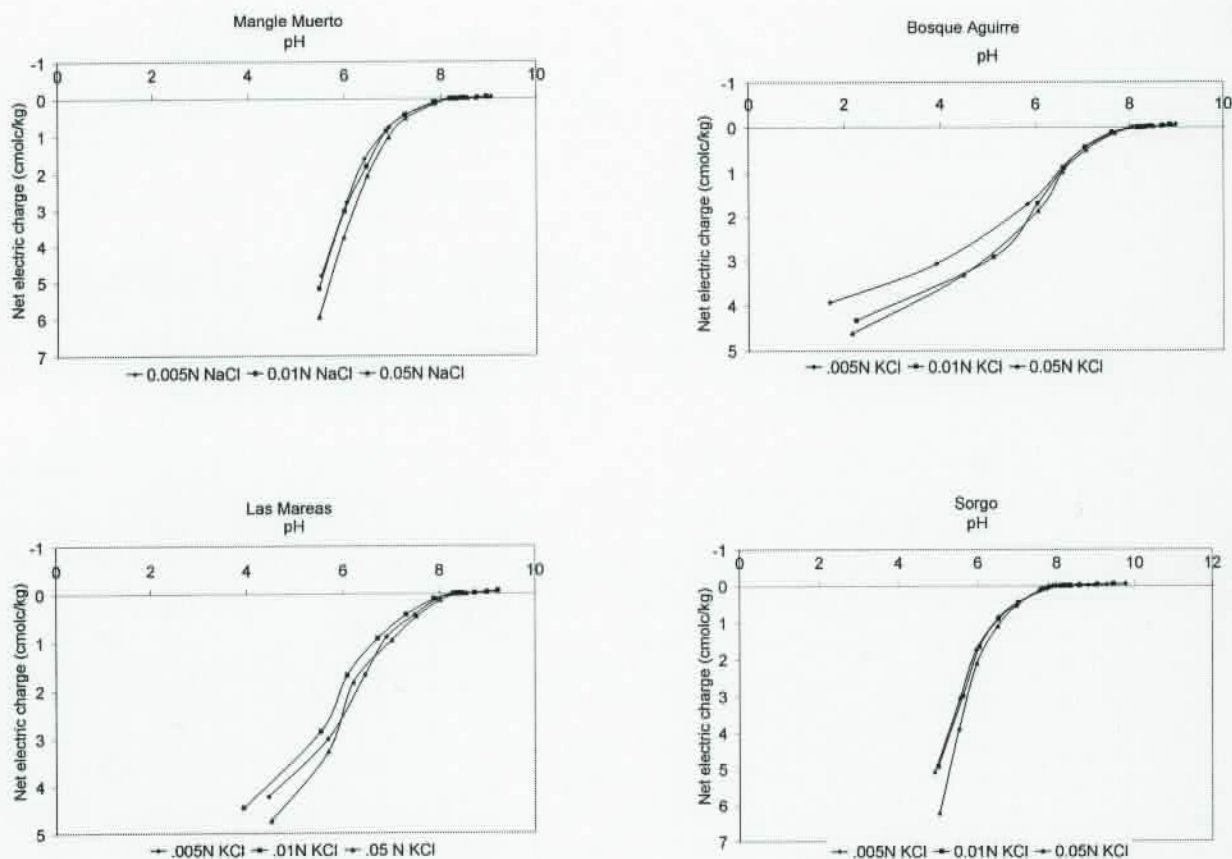 Mangle Muerto
pH
-1
0 2 4 6 8 10
0
1
2
3
4
5
6
7
Net electric charge (cmolc/kg)
0.005N NaCl 0.01N NaCl 0.05N NaCl
Bosque Aguirre
pH
-1
0 2 4 6 8 10
0
1
2
3
4
5
Net electric charge (cmolc/kg)
.005N KCl 0.01N KCl 0.05N KCl
Las Mareas
pH
-1
0 2 4 6 8 10
0
1
2
3
4
5
Net electric charge (cmolc/kg)
.005N KCl .01N KCl .05 N KCl
Sorgo
pH
-1
0 2 4 6 8 10 12
0
1
2
3
4
5
6
7
Net electric charge (cmolc/kg)
.005N KCl 0.01N KCl 0.05N KCl